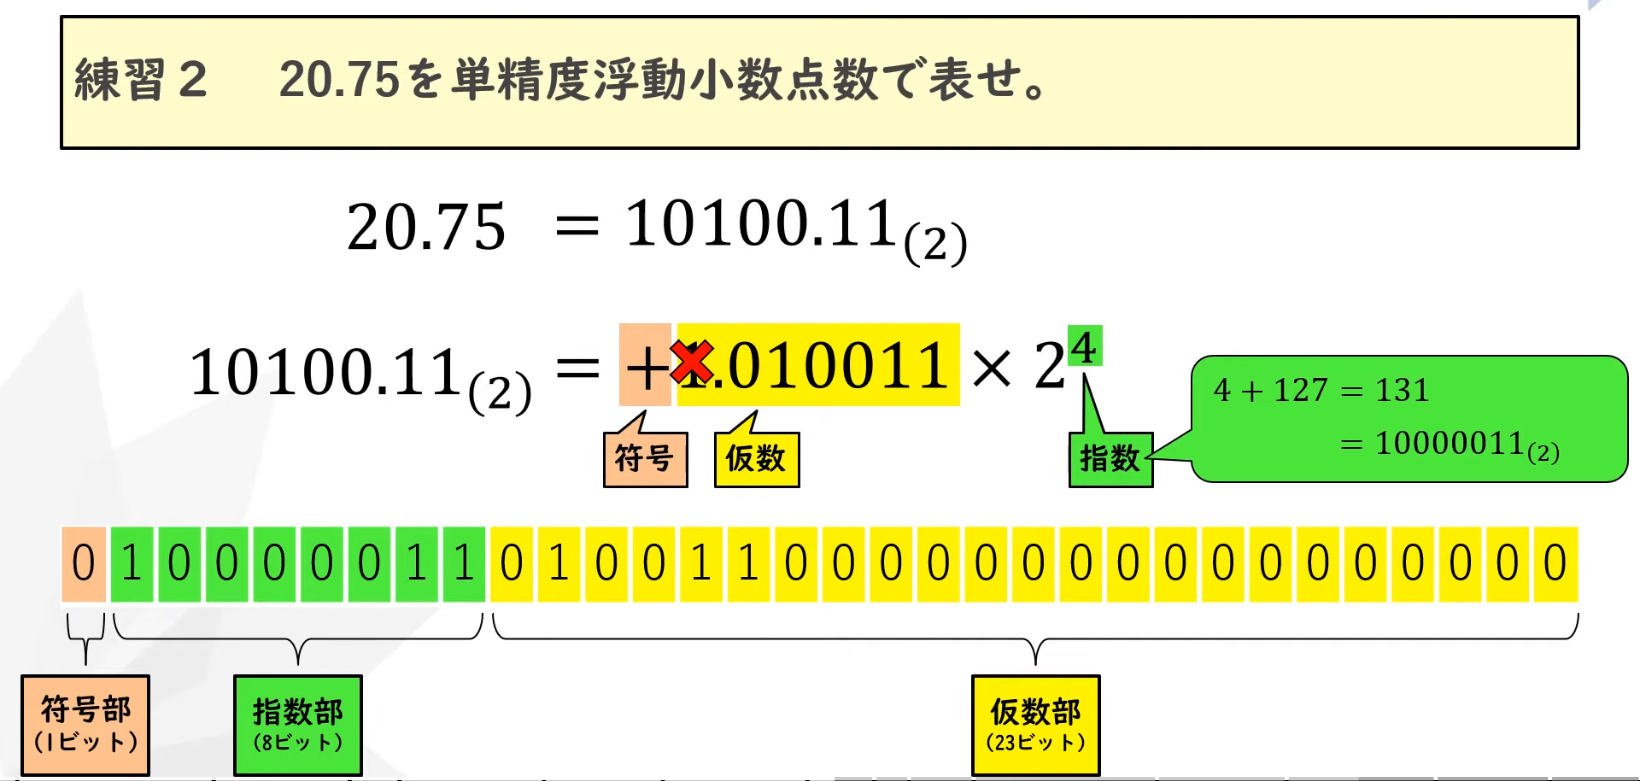 練習２　20.75を単精度浮動小数点数で表せ。
20.75 = 10100.11(2)
10100.11(2) = +1.010011 × 2^4
4 + 127 = 131
= 10000011(2)
符号 仮数 指数
0 1 0 0 0 0 0 1 1 0 1 0 0 1 1 0 0 0 0 0 0 0 0 0 0 0 0 0 0 0 0 0
符号部 指数部 仮数部
(1ビット) (8ビット) (23ビット)